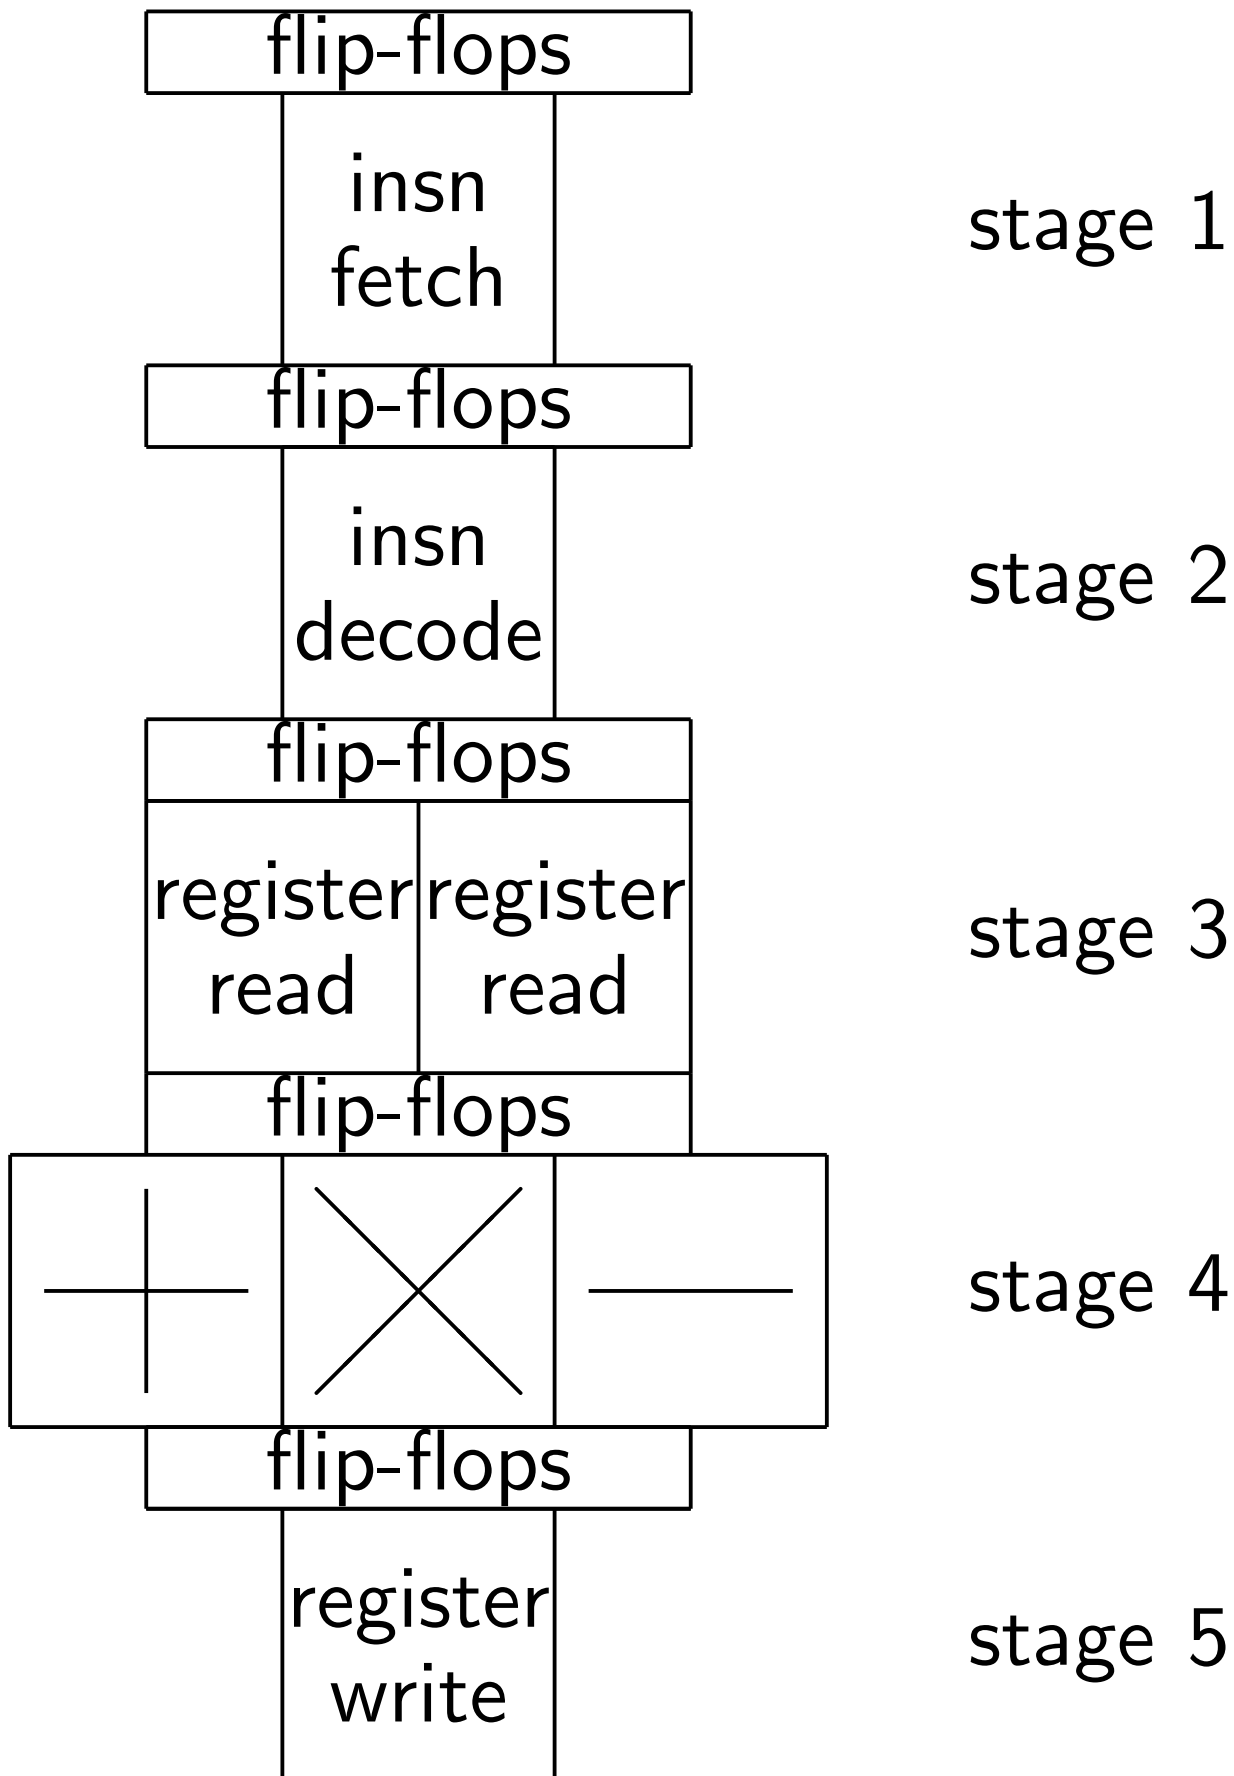 flip-flops
insn
fetch
stage 1
flip-flops
insn
decode
stage 2
flip-flops
register register
read read
stage 3
flip-flops
stage 4
flip-flops
register
write
stage 5